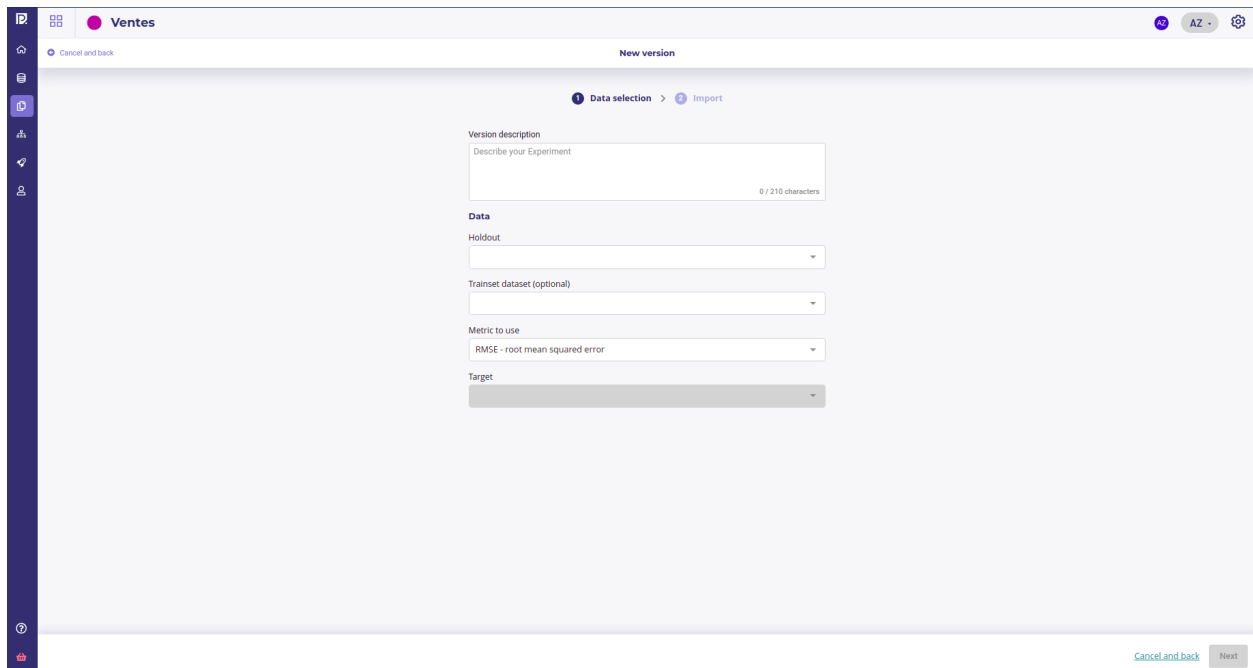 Ventes
AZ
AZ
Cancel and back
New version
1 Data selection > 2 Import
Version description
Describe your Experiment
0 / 210 characters
Data
Holdout
Trainset dataset (optional)
Metric to use
RMSE - root mean squared error
Target
Cancel and back
Next